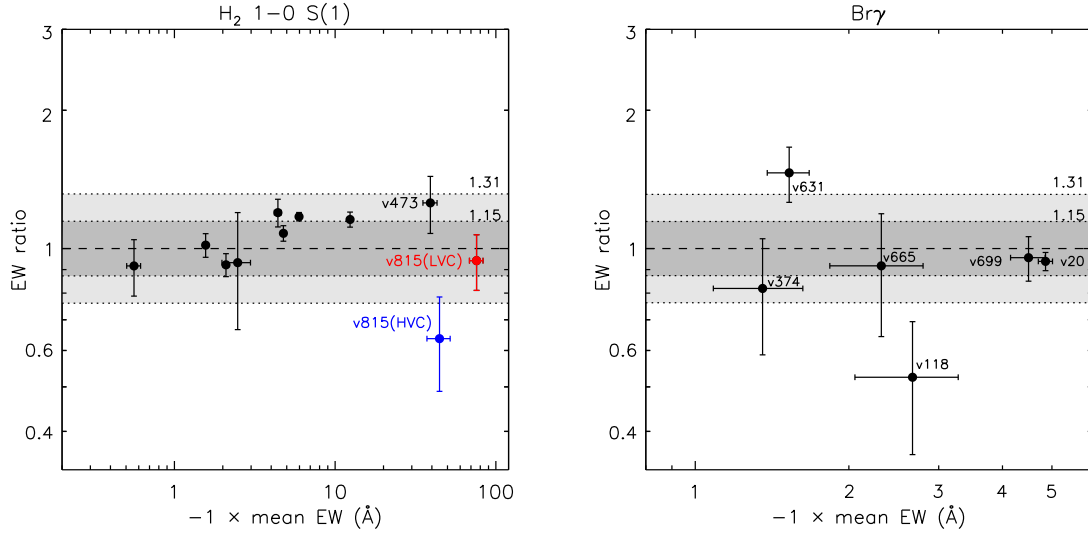 H₂ 1−0 S(1)
EW ratio
3
2
1
0.6
0.4
1.31
1.15
v473
v815(LVC)
v815(HVC)
1
10
100
−1 × mean EW (Å)
Brγ
EW ratio
3
2
1
0.6
0.4
1.31
1.15
v631
v665
v699
v20
v374
v118
1
2
3
4
5
−1 × mean EW (Å)